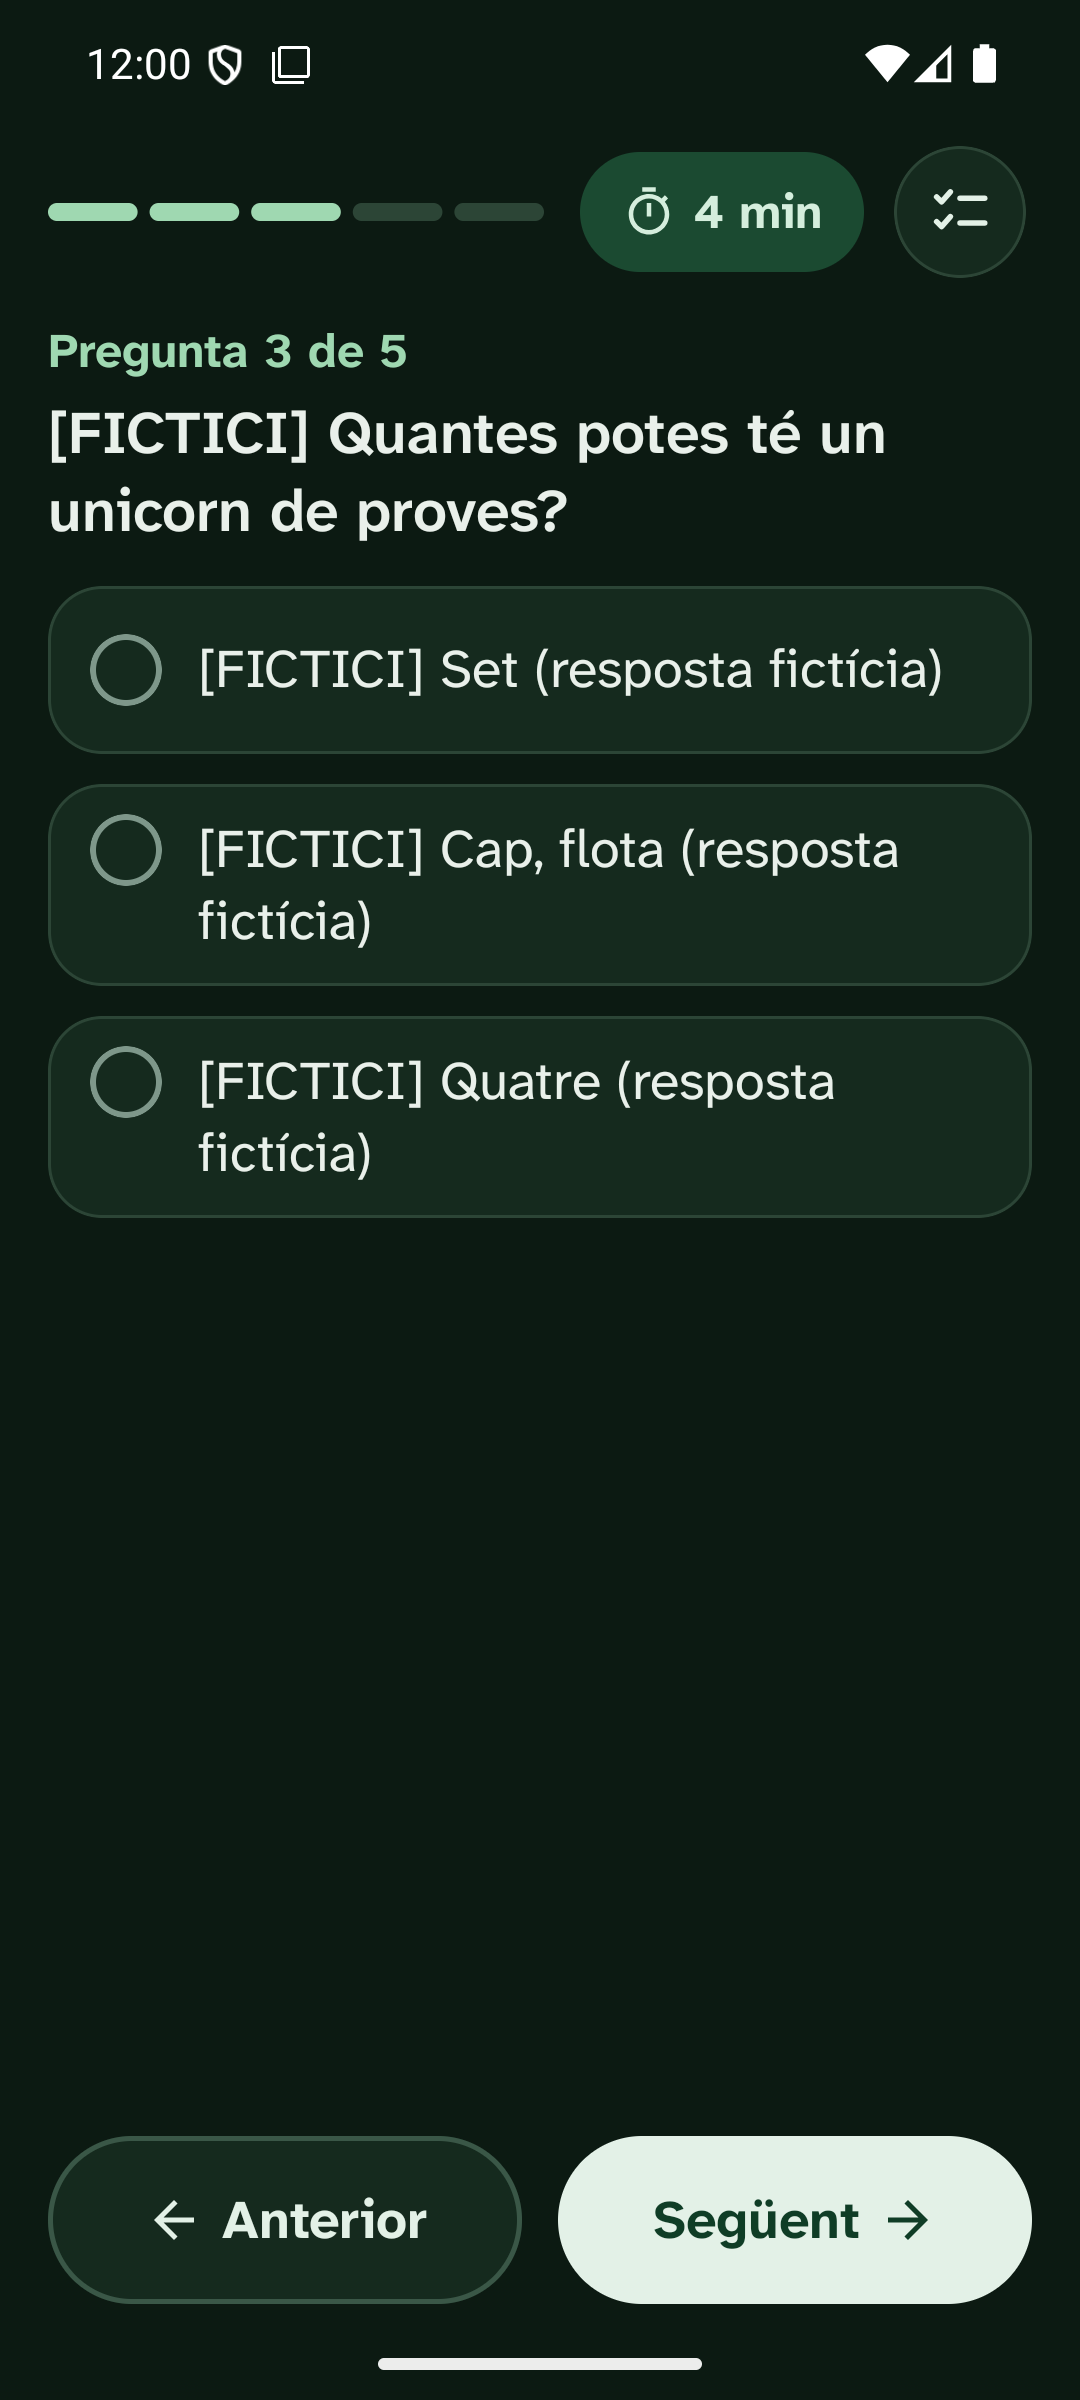 12:00
4 min
Pregunta 3 de 5
[FICTICI] Quantes potes té un
unicorn de proves?
[FICTICI] Set (resposta fictícia)
[FICTICI] Cap, flota (resposta
fictícia)
[FICTICI] Quatre (resposta
fictícia)
Anterior
Següent